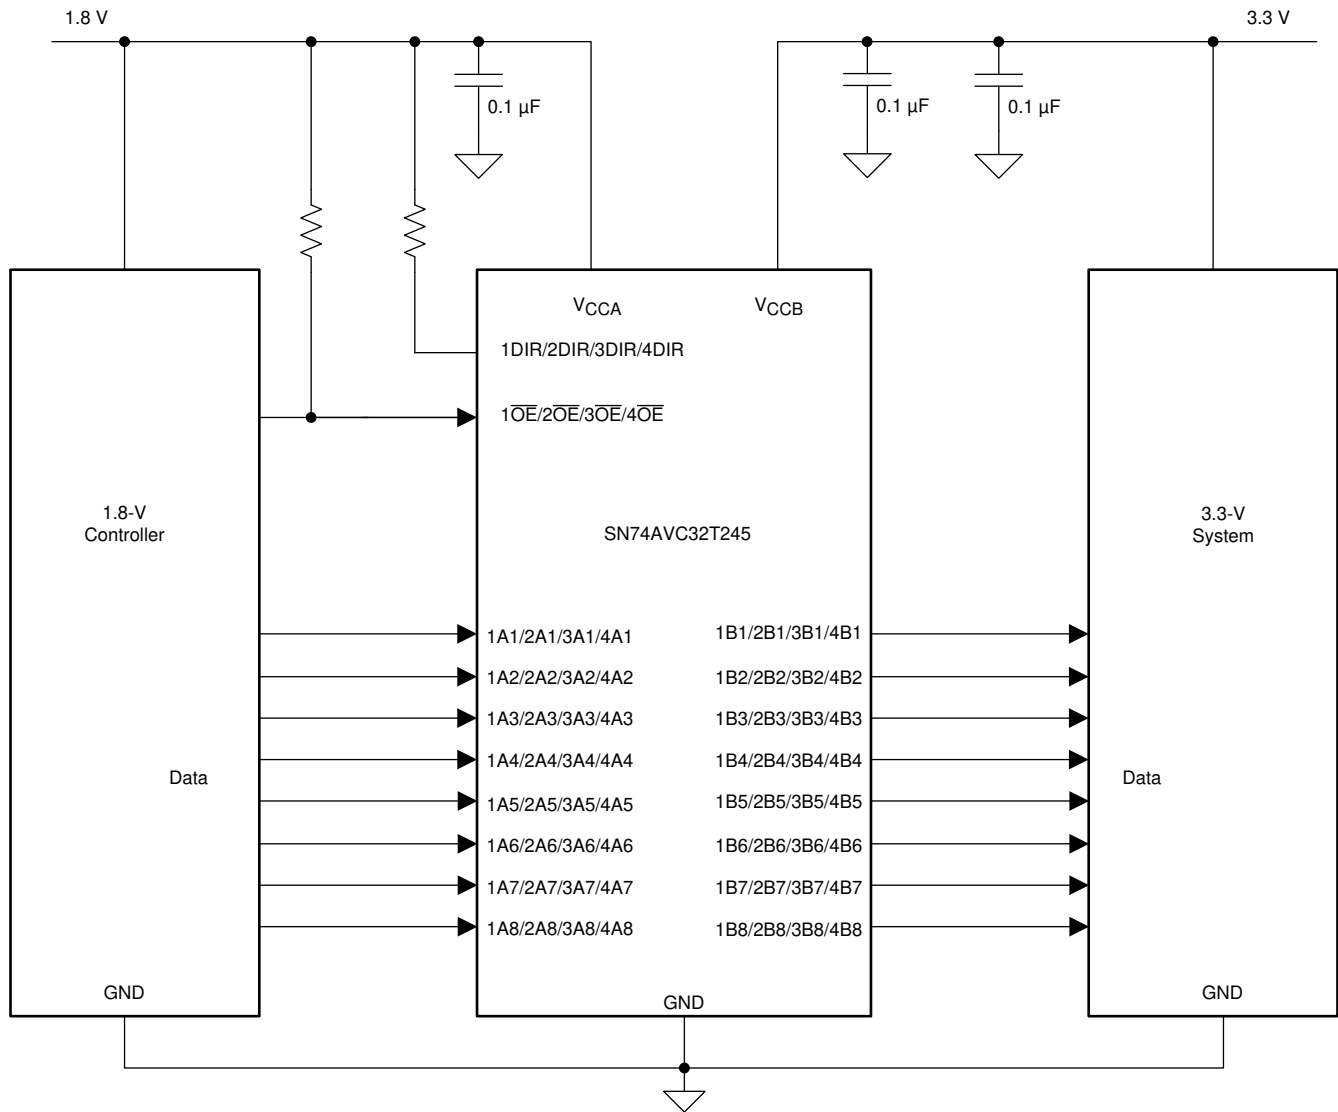 1.8 V
3.3 V
0.1 µF
0.1 µF
0.1 µF
VCCA
VCCB
1DIR/2DIR/3DIR/4DIR
1O̅E̅/2O̅E̅/3O̅E̅/4O̅E̅
1.8-V
Controller
SN74AVC32T245
3.3-V
System
1A1/2A1/3A1/4A1
1B1/2B1/3B1/4B1
1A2/2A2/3A2/4A2
1B2/2B2/3B2/4B2
1A3/2A3/3A3/4A3
1B3/2B3/3B3/4B3
1A4/2A4/3A4/4A4
1B4/2B4/3B4/4B4
Data
Data
1A5/2A5/3A5/4A5
1B5/2B5/3B5/4B5
1A6/2A6/3A6/4A6
1B6/2B6/3B6/4B6
1A7/2A7/3A7/4A7
1B7/2B7/3B7/4B7
1A8/2A8/3A8/4A8
1B8/2B8/3B8/4B8
GND
GND
GND